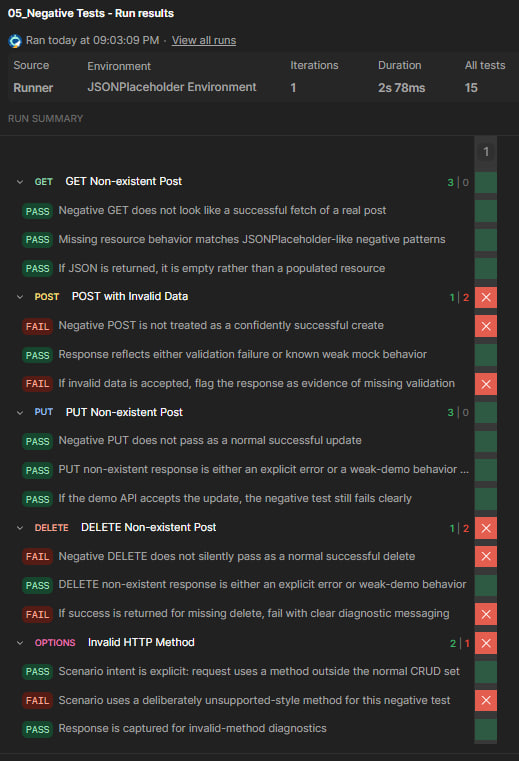 05_Negative Tests - Run results
Ran today at 09:03:09 PM · View all runs
Source Environment Iterations Duration All tests
Runner JSONPlaceholder Environment 1 2s 78ms 15
RUN SUMMARY
1
GET GET Non-existent Post 3 | 0
PASS Negative GET does not look like a successful fetch of a real post
PASS Missing resource behavior matches JSONPlaceholder-like negative patterns
PASS If JSON is returned, it is empty rather than a populated resource
POST POST with Invalid Data 1 | 2
FAIL Negative POST is not treated as a confidently successful create
PASS Response reflects either validation failure or known weak mock behavior
FAIL If invalid data is accepted, flag the response as evidence of missing validation
PUT PUT Non-existent Post 3 | 0
PASS Negative PUT does not pass as a normal successful update
PASS PUT non-existent response is either an explicit error or a weak-demo behavior ...
PASS If the demo API accepts the update, the negative test still fails clearly
DELETE DELETE Non-existent Post 1 | 2
FAIL Negative DELETE does not silently pass as a normal successful delete
PASS DELETE non-existent response is either an explicit error or weak-demo behavior
FAIL If success is returned for missing delete, fail with clear diagnostic messaging
OPTIONS Invalid HTTP Method 2 | 1
PASS Scenario intent is explicit: request uses a method outside the normal CRUD set
FAIL Scenario uses a deliberately unsupported-style method for this negative test
PASS Response is captured for invalid-method diagnostics